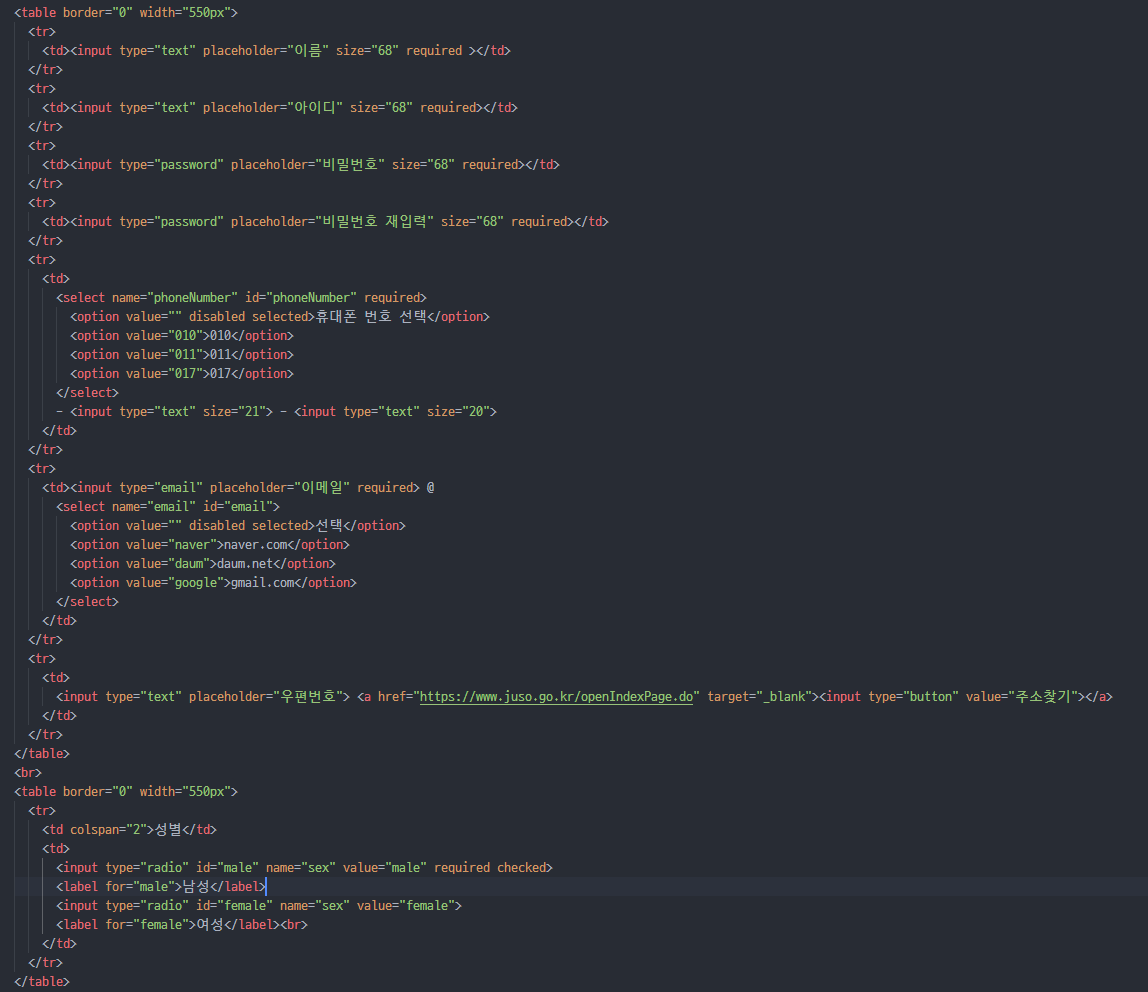 <table border="0" width="550px">
<tr>
<td><input type="text" placeholder="이름" size="68" required ></td>
</tr>
<tr>
<td><input type="text" placeholder="아이디" size="68" required></td>
</tr>
<tr>
<td><input type="password" placeholder="비밀번호" size="68" required></td>
</tr>
<tr>
<td><input type="password" placeholder="비밀번호 재입력" size="68" required></td>
</tr>
<tr>
<td>
<select name="phoneNumber" id="phoneNumber" required>
<option value="" disabled selected>휴대폰 번호 선택</option>
<option value="010">010</option>
<option value="011">011</option>
<option value="017">017</option>
</select>
- <input type="text" size="21"> - <input type="text" size="20">
</td>
</tr>
<tr>
<td><input type="email" placeholder="이메일" required> @
<select name="email" id="email">
<option value="" disabled selected>선택</option>
<option value="naver">naver.com</option>
<option value="daum">daum.net</option>
<option value="google">gmail.com</option>
</select>
</td>
</tr>
<tr>
<td>
<input type="text" placeholder="우편번호"> <a href="https://www.juso.go.kr/openIndexPage.do" target="_blank"><input type="button" value="주소찾기"></a>
</td>
</tr>
</table>
<br>
<table border="0" width="550px">
<tr>
<td colspan="2">성별</td>
<td>
<input type="radio" id="male" name="sex" value="male" required checked>
<label for="male">남성</label>
<input type="radio" id="female" name="sex" value="female">
<label for="female">여성</label><br>
</td>
</tr>
</table>